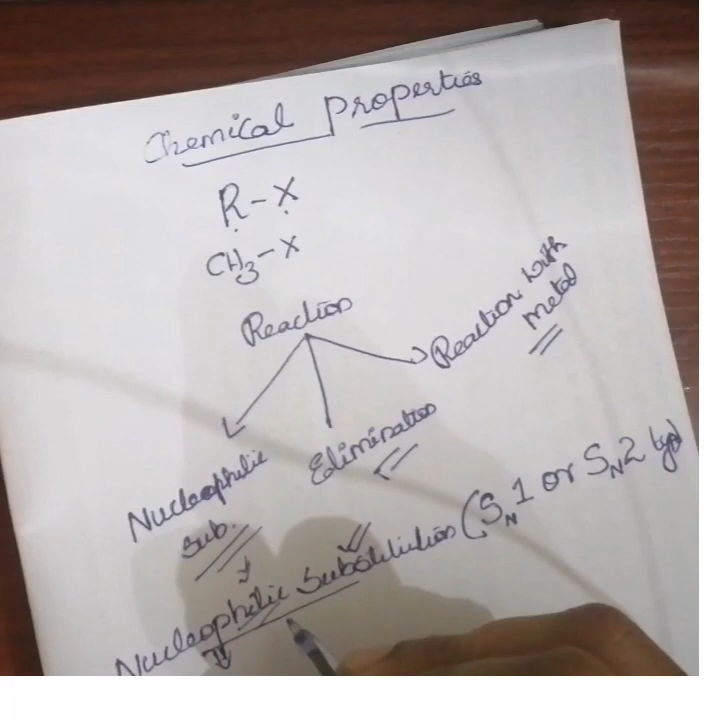 Chemical Properties
R-X
CH3-X
Reaction
Nucleophilic
Sub.
Elimination
Reaction with
Metal
Nucleophilic Substitution (SN1 or SN2 type